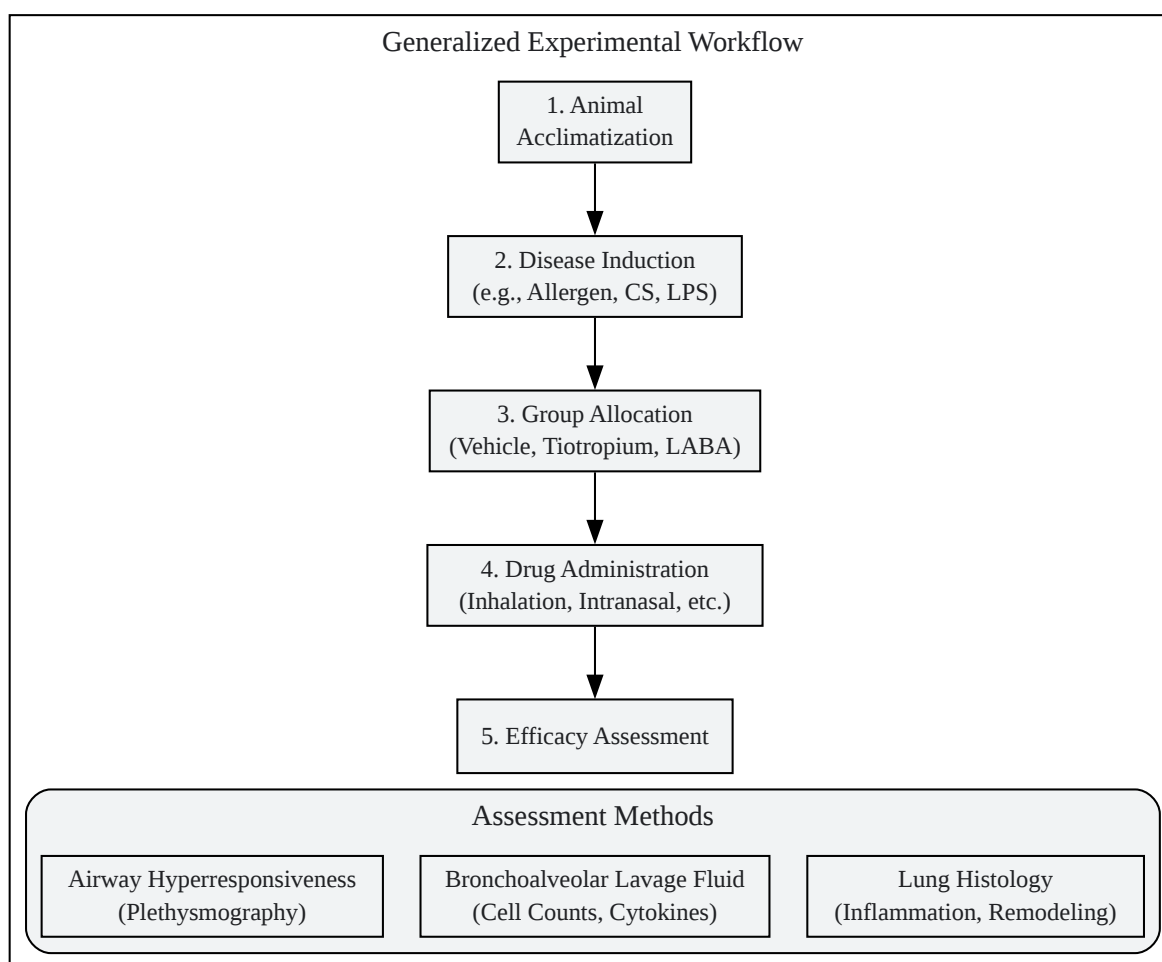 Generalized Experimental Workflow
1. Animal
Acclimatization
2. Disease Induction
(e.g., Allergen, CS, LPS)
3. Group Allocation
(Vehicle, Tiotropium, LABA)
4. Drug Administration
(Inhalation, Intranasal, etc.)
5. Efficacy Assessment
Assessment Methods
Airway Hyperresponsiveness
(Plethysmography)
Bronchoalveolar Lavage Fluid
(Cell Counts, Cytokines)
Lung Histology
(Inflammation, Remodeling)